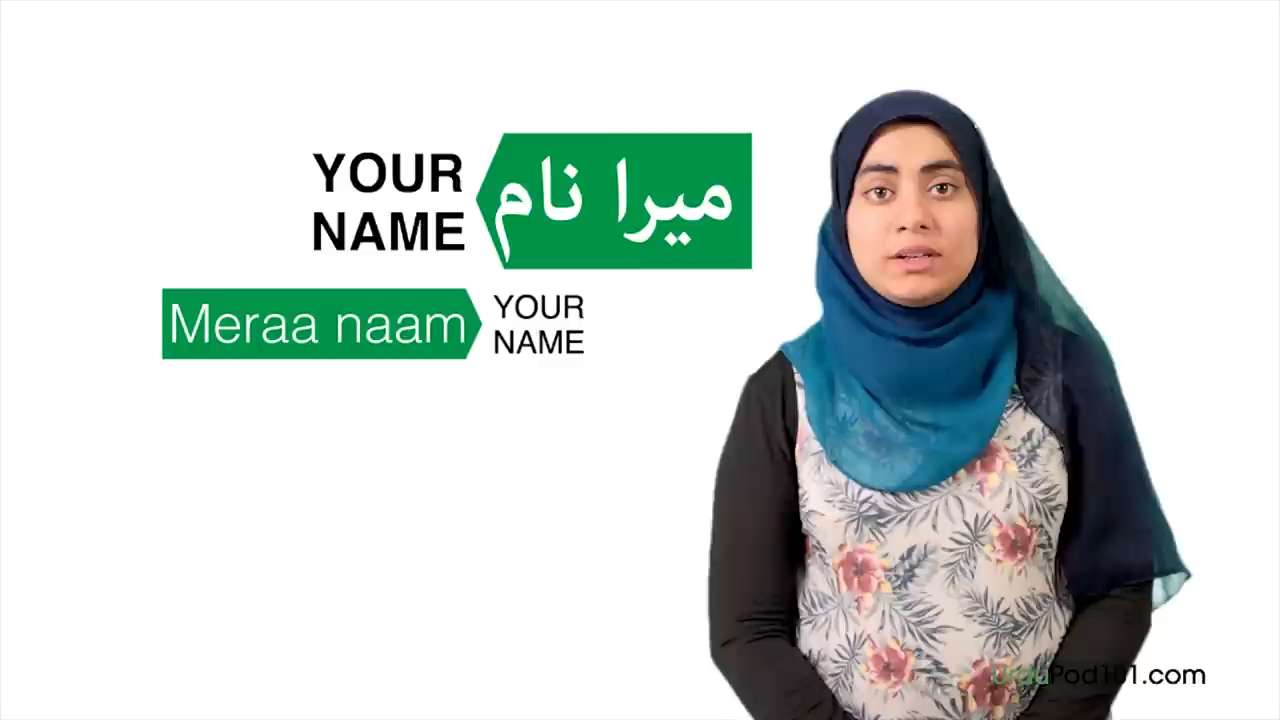 YOUR
NAME
میرا نام
Meraa naam
YOUR
NAME
UrduPod101.com